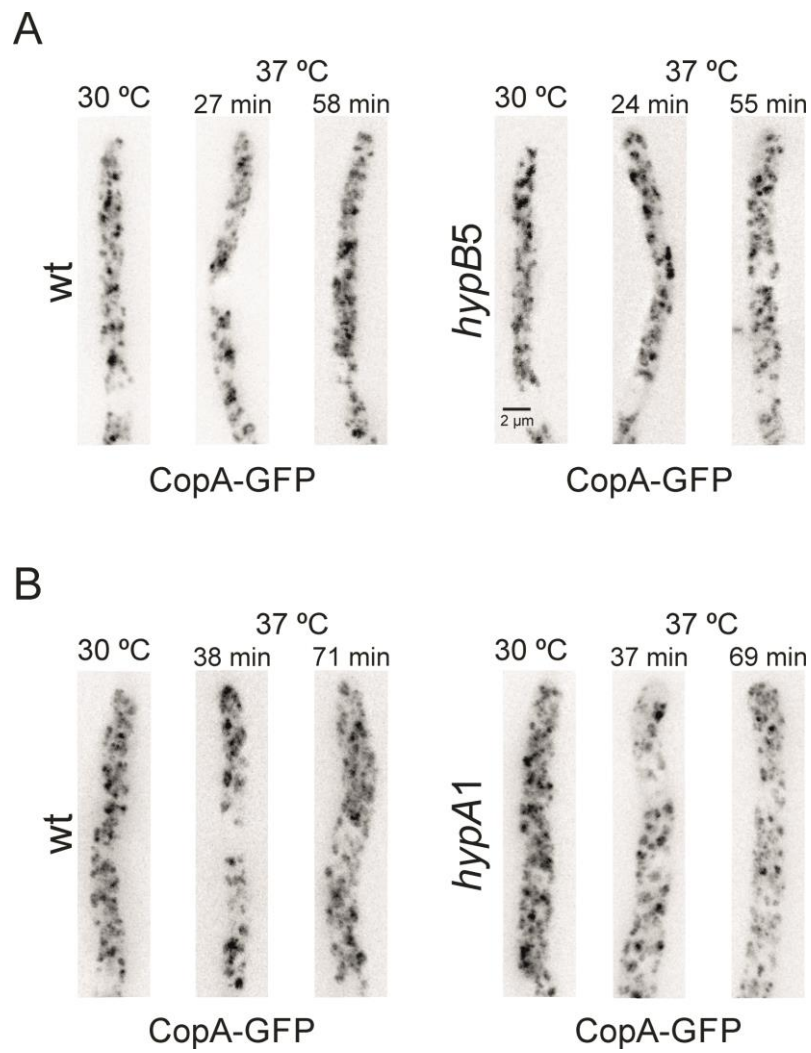 A
37 ºC
37 ºC
30 ºC
27 min
58 min
30 ºC
24 min
55 min
wt
hypB5
2 µm
CopA-GFP
CopA-GFP
B
37 ºC
37 ºC
30 ºC
38 min
71 min
30 ºC
37 min
69 min
wt
hypA1
CopA-GFP
CopA-GFP